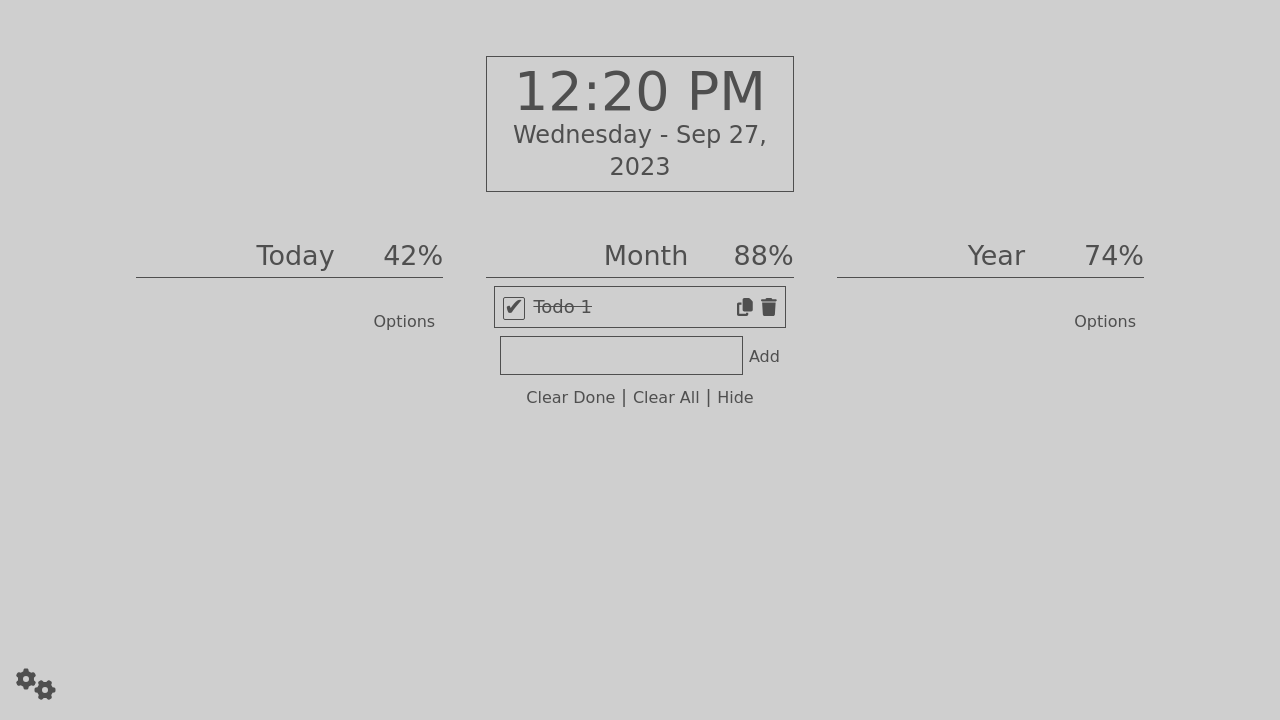 12:20 PM
Wednesday - Sep 27,
2023
Today 42%
Month 88%
Year 74%
Options
Todo 1
Options
Add
Clear Done | Clear All | Hide